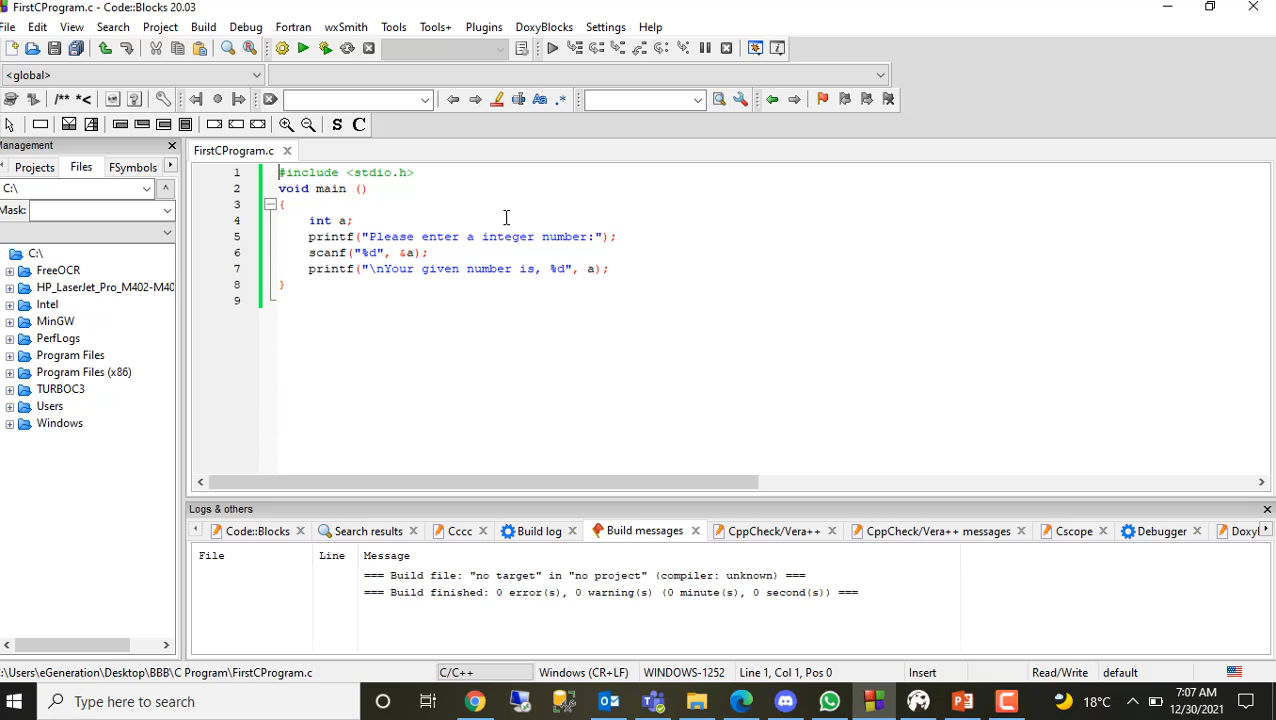 FirstCProgram.c - Code::Blocks 20.03
File Edit View Search Project Build Debug Fortran wxSmith Tools Tools+ Plugins DoxyBlocks Settings Help
<global>
/** *<
Aa .*
S C
Management
FirstCProgram.c
Projects Files FSymbols
C:\
Mask:
C:\
FreeOCR
HP_LaserJet_Pro_M402-M40
Intel
MinGW
PerfLogs
Program Files
Program Files (x86)
TURBOC3
Users
Windows
1 #include <stdio.h>
2 void main ()
3 {
4 int a;
5 printf("Please enter a integer number:");
6 scanf("%d", &a);
7 printf("\nYour given number is, %d", a);
8 }
9
Logs & others
Code::Blocks Search results Cccc Build log Build messages CppCheck/Vera++ CppCheck/Vera++ messages Cscope Debugger Doxyl
File Line Message
=== Build file: "no target" in "no project" (compiler: unknown) ===
=== Build finished: 0 error(s), 0 warning(s) (0 minute(s), 0 second(s)) ===
:\Users\eGeneration\Desktop\BBB\C Program\FirstCProgram.c C/C++ Windows (CR+LF) WINDOWS-1252 Line 1, Col 1, Pos 0 Insert Read/Write default
Type here to search
18°C
7:07 AM
12/30/2021